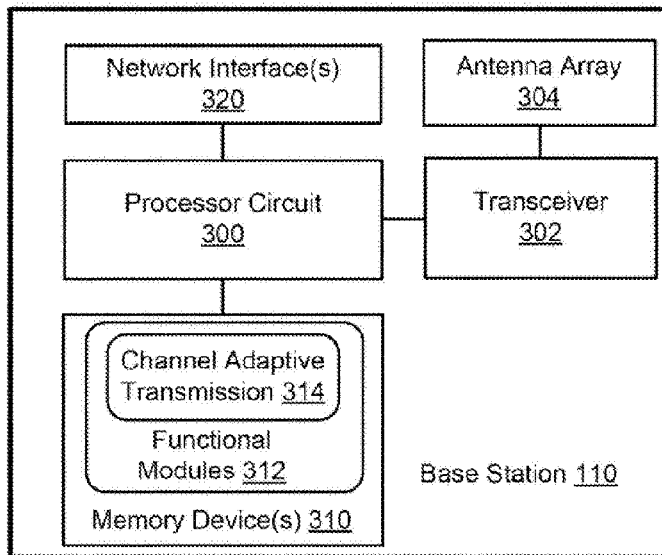 Network Interface(s)
320
Antenna Array
304
Processor Circuit
300
Transceiver
302
Channel Adaptive
Transmission 314
Functional
Modules 312
Memory Device(s) 310
Base Station 110